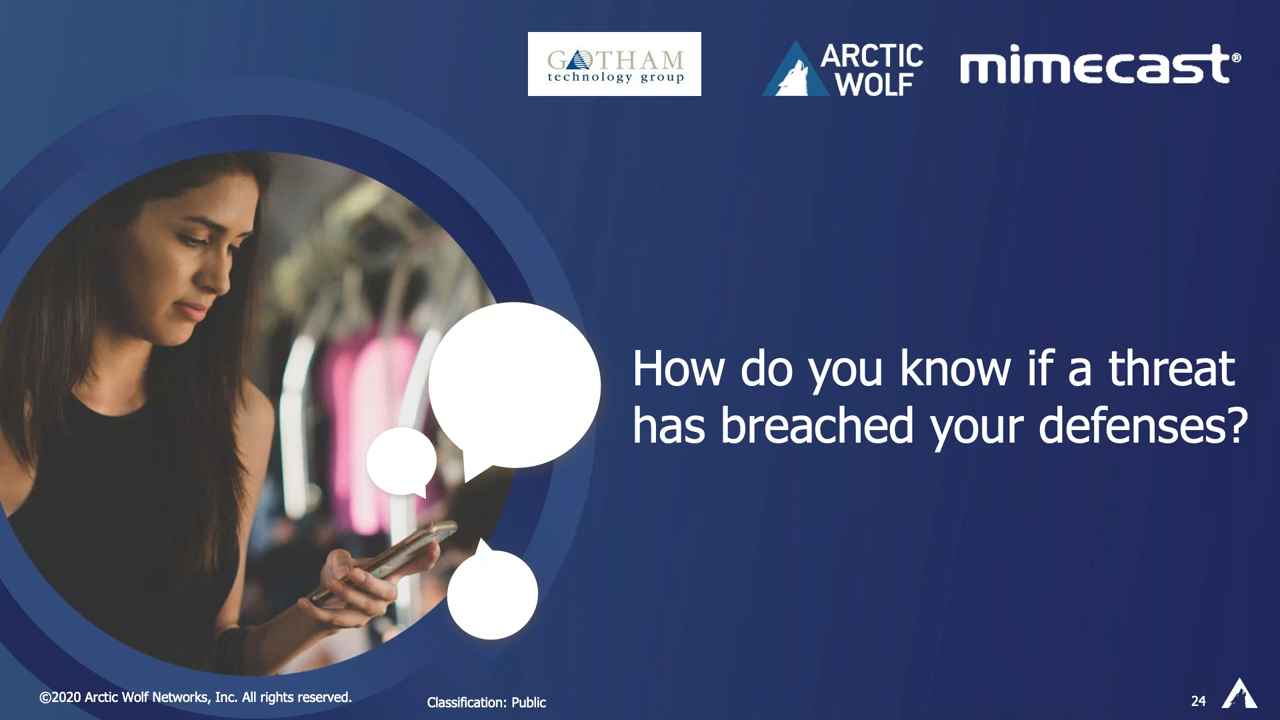 GOTHAM
technology group
ARCTIC
WOLF
mimecast®
How do you know if a threat
has breached your defenses?
©2020 Arctic Wolf Networks, Inc. All rights reserved.
Classification: Public
24